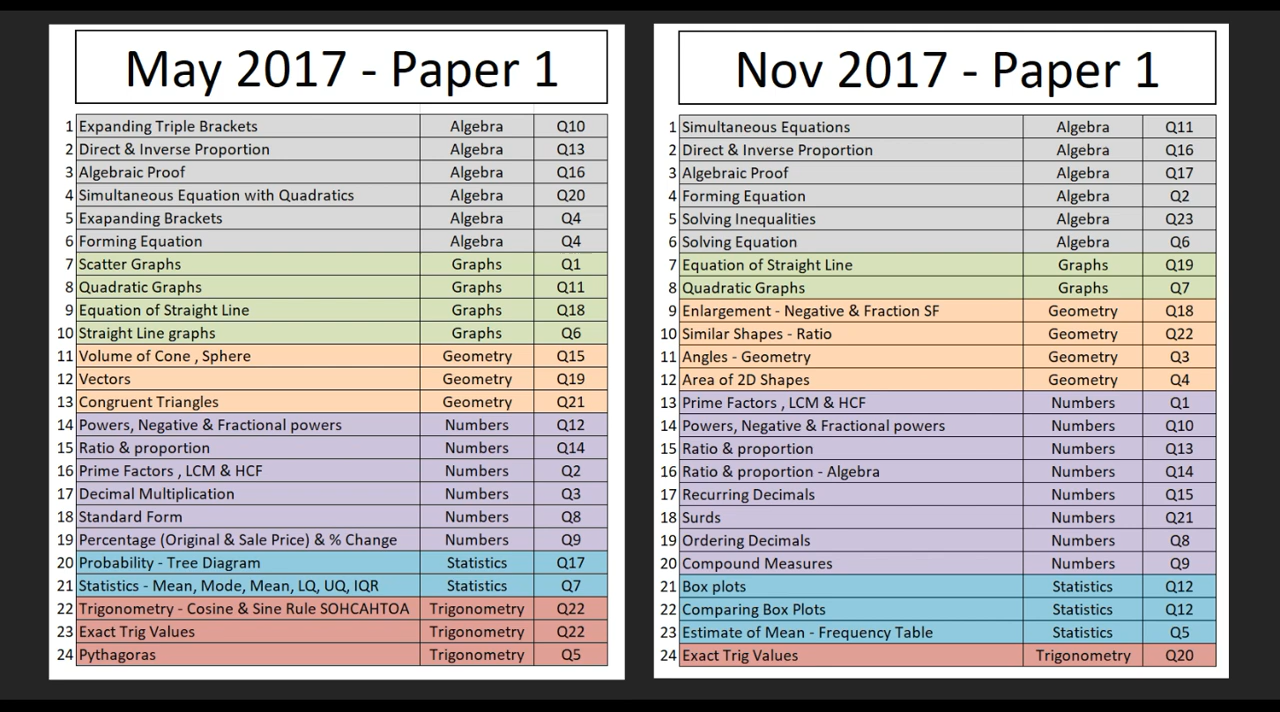 May 2017 - Paper 1
1 Expanding Triple Brackets Algebra Q10
2 Direct & Inverse Proportion Algebra Q13
3 Algebraic Proof Algebra Q16
4 Simultaneous Equation with Quadratics Algebra Q20
5 Exapanding Brackets Algebra Q4
6 Forming Equation Algebra Q4
7 Scatter Graphs Graphs Q1
8 Quadratic Graphs Graphs Q11
9 Equation of Straight Line Graphs Q18
10 Straight Line graphs Graphs Q6
11 Volume of Cone , Sphere Geometry Q15
12 Vectors Geometry Q19
13 Congruent Triangles Geometry Q21
14 Powers, Negative & Fractional powers Numbers Q12
15 Ratio & proportion Numbers Q14
16 Prime Factors , LCM & HCF Numbers Q2
17 Decimal Multiplication Numbers Q3
18 Standard Form Numbers Q8
19 Percentage (Original & Sale Price) & % Change Numbers Q9
20 Probability - Tree Diagram Statistics Q17
21 Statistics - Mean, Mode, Mean, LQ, UQ, IQR Statistics Q7
22 Trigonometry - Cosine & Sine Rule SOHCAHTOA Trigonometry Q22
23 Exact Trig Values Trigonometry Q22
24 Pythagoras Trigonometry Q5
Nov 2017 - Paper 1
1 Simultaneous Equations Algebra Q11
2 Direct & Inverse Proportion Algebra Q16
3 Algebraic Proof Algebra Q17
4 Forming Equation Algebra Q2
5 Solving Inequalities Algebra Q23
6 Solving Equation Algebra Q6
7 Equation of Straight Line Graphs Q19
8 Quadratic Graphs Graphs Q7
9 Enlargement - Negative & Fraction SF Geometry Q18
10 Similar Shapes - Ratio Geometry Q22
11 Angles - Geometry Geometry Q3
12 Area of 2D Shapes Geometry Q4
13 Prime Factors , LCM & HCF Numbers Q1
14 Powers, Negative & Fractional powers Numbers Q10
15 Ratio & proportion Numbers Q13
16 Ratio & proportion - Algebra Numbers Q14
17 Recurring Decimals Numbers Q15
18 Surds Numbers Q21
19 Ordering Decimals Numbers Q8
20 Compound Measures Numbers Q9
21 Box plots Statistics Q12
22 Comparing Box Plots Statistics Q12
23 Estimate of Mean - Frequency Table Statistics Q5
24 Exact Trig Values Trigonometry Q20